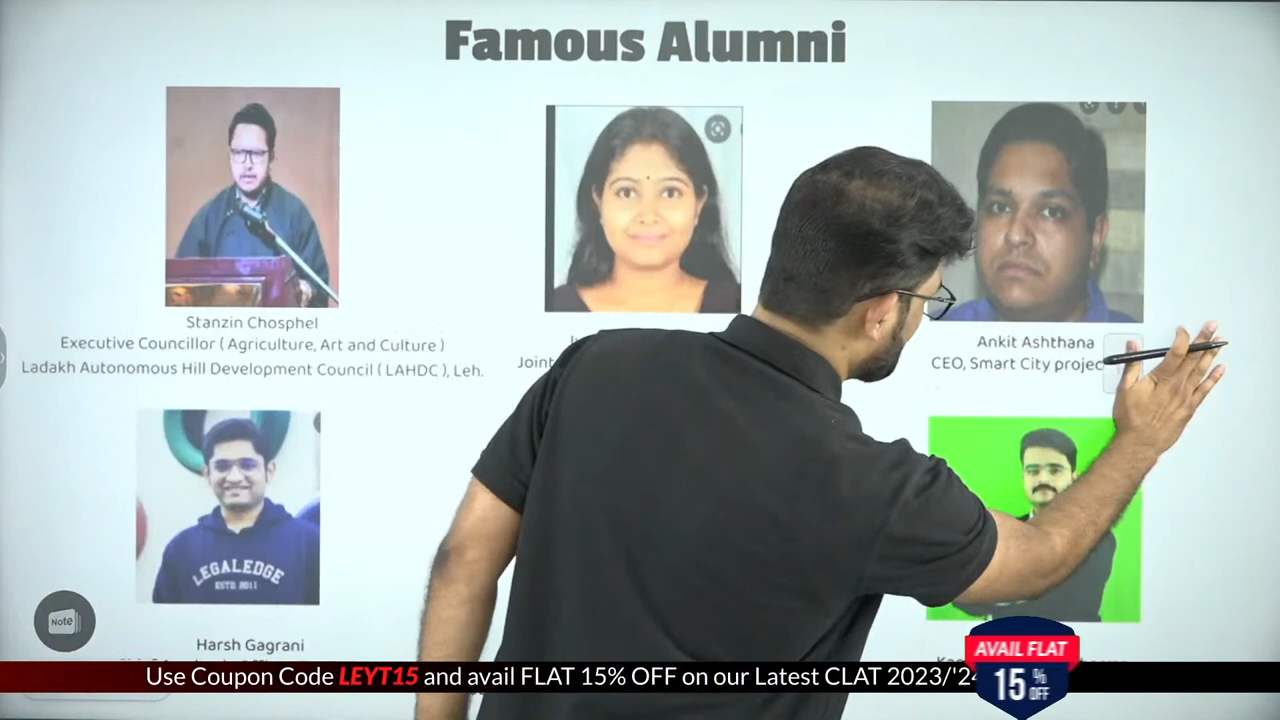 Famous Alumni
Stanzin Chosphel
Executive Councillor ( Agriculture, Art and Culture )
Ladakh Autonomous Hill Development Council ( LAHDC ), Leh.
Joint
Ankit Ashthana
CEO, Smart City
LEGALEDGE
ESTD. 2011
Harsh Gagrani
Note
Use Coupon Code LEYT15 and avail FLAT 15% OFF on our Latest CLAT 2023/'24
AVAIL FLAT
15% OFF